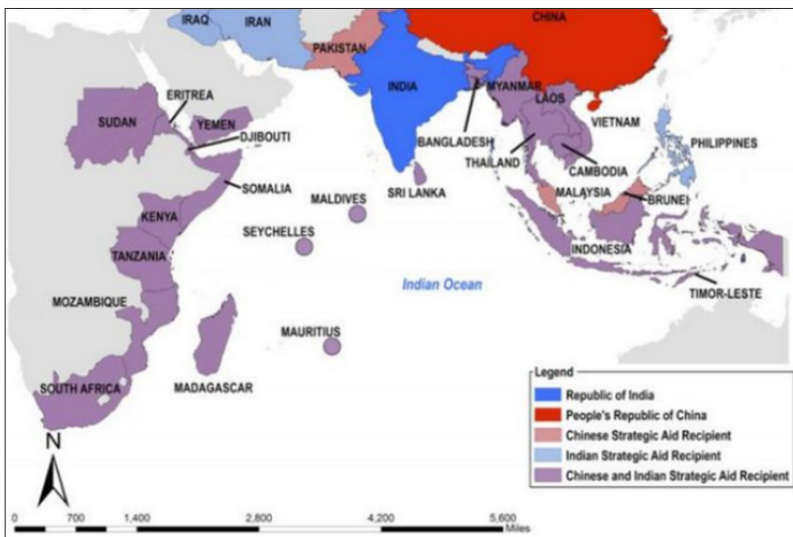 CHINA
IRAQ
IRAN
PAKISTAN
INDIA
MYANMAR
LAOS
ERITREA
SUDAN
YEMEN
DJIBOUTI
BANGLADESH
VIETNAM
PHILIPPINES
THAILAND
CAMBODIA
SOMALIA
SRI LANKA
MALDIVES
MALAYSIA
BRUNEI
KENYA
SEYCHELLES
TANZANIA
INDONESIA
Indian Ocean
TIMOR-LESTE
MOZAMBIQUE
MAURITIUS
SOUTH AFRICA
MADAGASCAR
Legend
Republic of India
People's Republic of China
Chinese Strategic Aid Recipient
Indian Strategic Aid Recipient
Chinese and Indian Strategic Aid Recipient
N
0 700 1,400 2,800 4,200 5,600
Miles